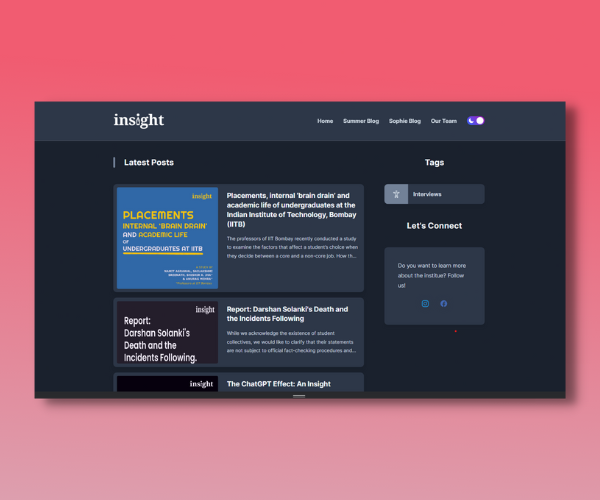 insight
Home Summer Blog Sophie Blog Our Team
Latest Posts
insight
PLACEMENTS
INTERNAL 'BRAIN DRAIN'
AND ACADEMIC LIFE
OF
UNDERGRADUATES AT IITB
Placements, internal 'brain drain' and
academic life of undergraduates at the
Indian Institute of Technology, Bombay
(IITB)
The professors of IIT Bombay recently conducted a study
to examine the factors that affect a student's choice when
they decide between a core and a non-core job. How th...
insight
Report:
Darshan Solanki's
Death and the
Incidents Following.
Report: Darshan Solanki's Death and
the Incidents Following
While we acknowledge the existence of student
collectives, we would like to clarify that their statements
are not subject to official fact-checking procedures and...
insight
The ChatGPT Effect: An Insight
Tags
Interviews
Let's Connect
Do you want to learn more
about the Institue? Follow
us!